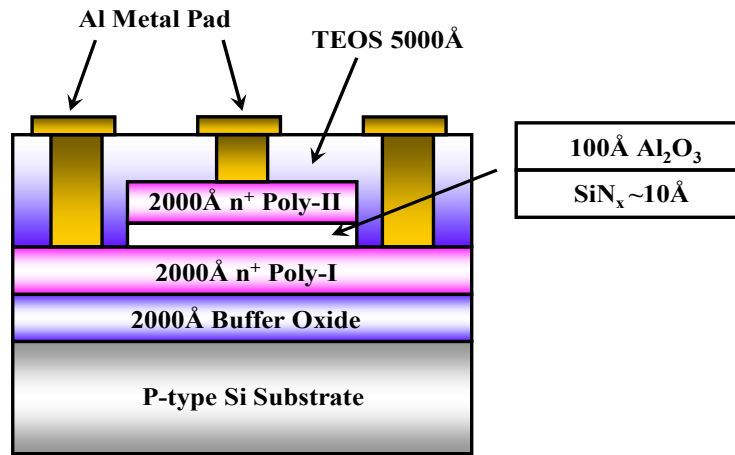 Al Metal Pad
TEOS 5000Å
100Å Al₂O₃
SiNₓ ~10Å
2000Å n⁺ Poly-II
2000Å n⁺ Poly-I
2000Å Buffer Oxide
P-type Si Substrate